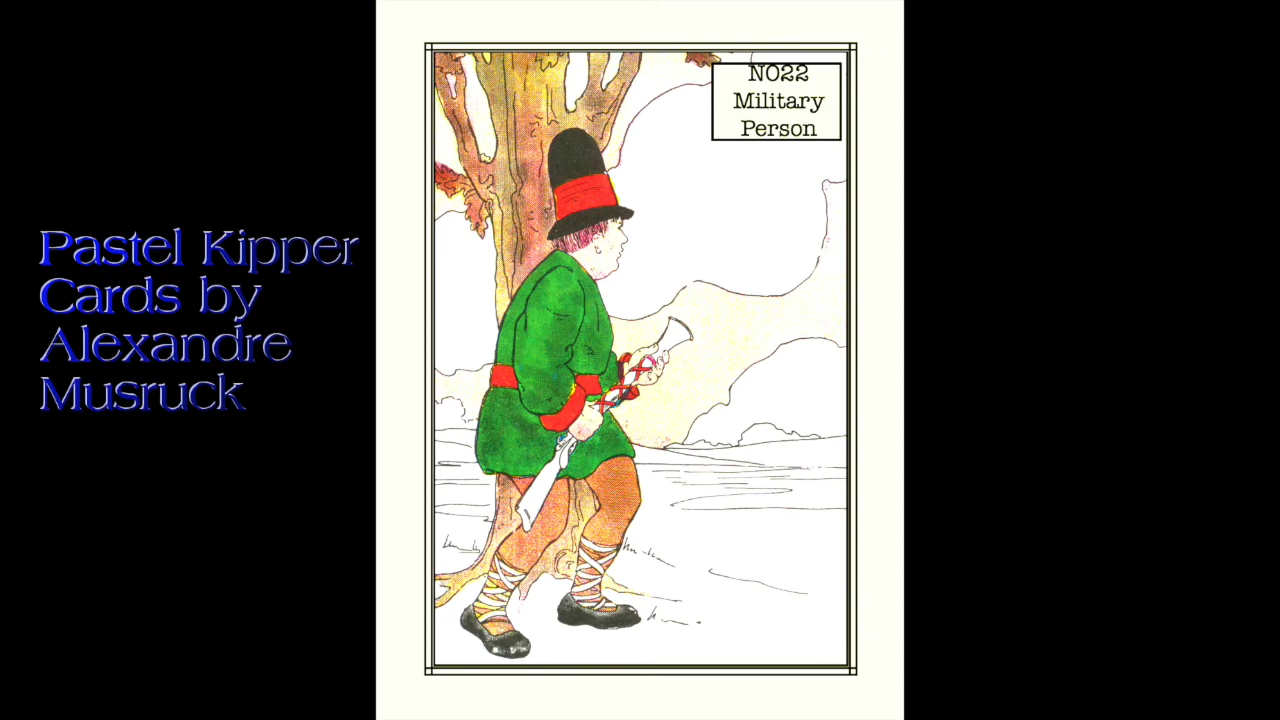 Pastel Kipper
Cards by
Alexandre
Musruck
NO22
Military
Person